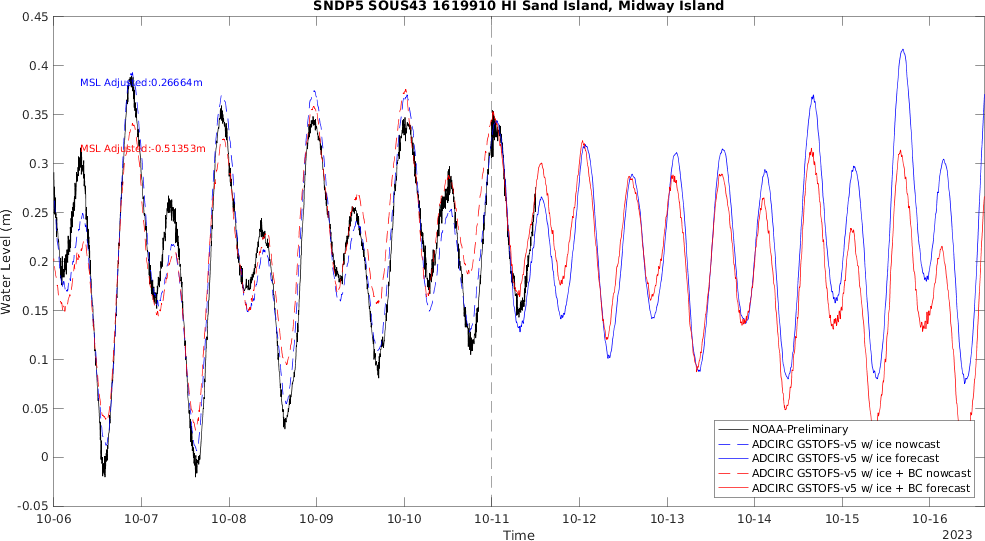 SNDP5 SOUS43 1619910 HI Sand Island, Midway Island
0.45
0.4
0.35
0.3
0.25
0.2
0.15
0.1
0.05
0
-0.05
Water Level (m)
MSL Adjusted:0.26664m
MSL Adjusted:-0.51353m
NOAA-Preliminary
ADCIRC GSTOFS-v5 w/ ice nowcast
ADCIRC GSTOFS-v5 w/ ice forecast
ADCIRC GSTOFS-v5 w/ ice + BC nowcast
ADCIRC GSTOFS-v5 w/ ice + BC forecast
10-06 10-07 10-08 10-09 10-10 10-11 10-12 10-13 10-14 10-15 10-16
Time
2023